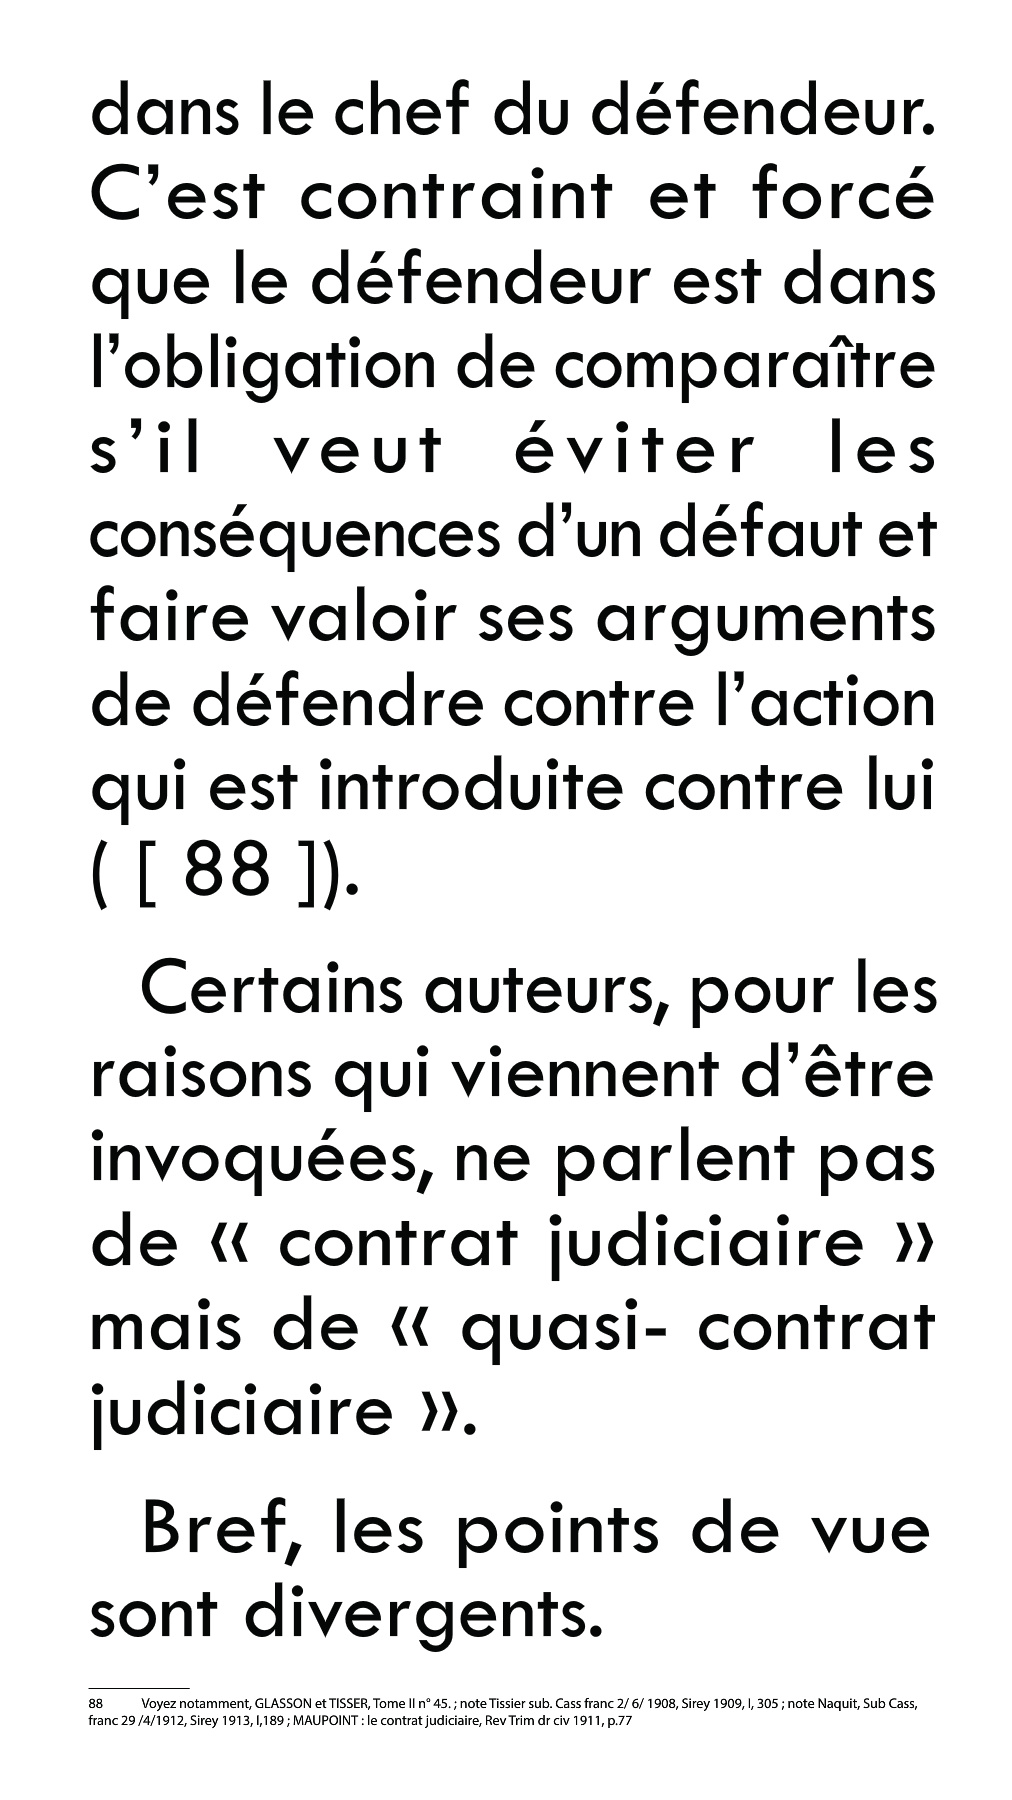 dans le chef du défendeur.
C’est contraint et forcé
que le défendeur est dans
l’obligation de comparaître
s’il veut éviter les
conséquences d’un défaut et
faire valoir ses arguments
de défendre contre l’action
qui est introduite contre lui
( [ 88 ]).
Certains auteurs, pour les
raisons qui viennent d’être
invoquées, ne parlent pas
de « contrat judiciaire »
mais de « quasi- contrat
judiciaire ».
Bref, les points de vue
sont divergents.
88 Voyez notamment, GLASSON et TISSER, Tome II n° 45. ; note Tissier sub. Cass franc 2/ 6/ 1908, Sirey 1909, I, 305 ; note Naquit, Sub Cass,
franc 29 /4/1912, Sirey 1913, I,189 ; MAUPOINT : le contrat judiciaire, Rev Trim dr civ 1911, p.77